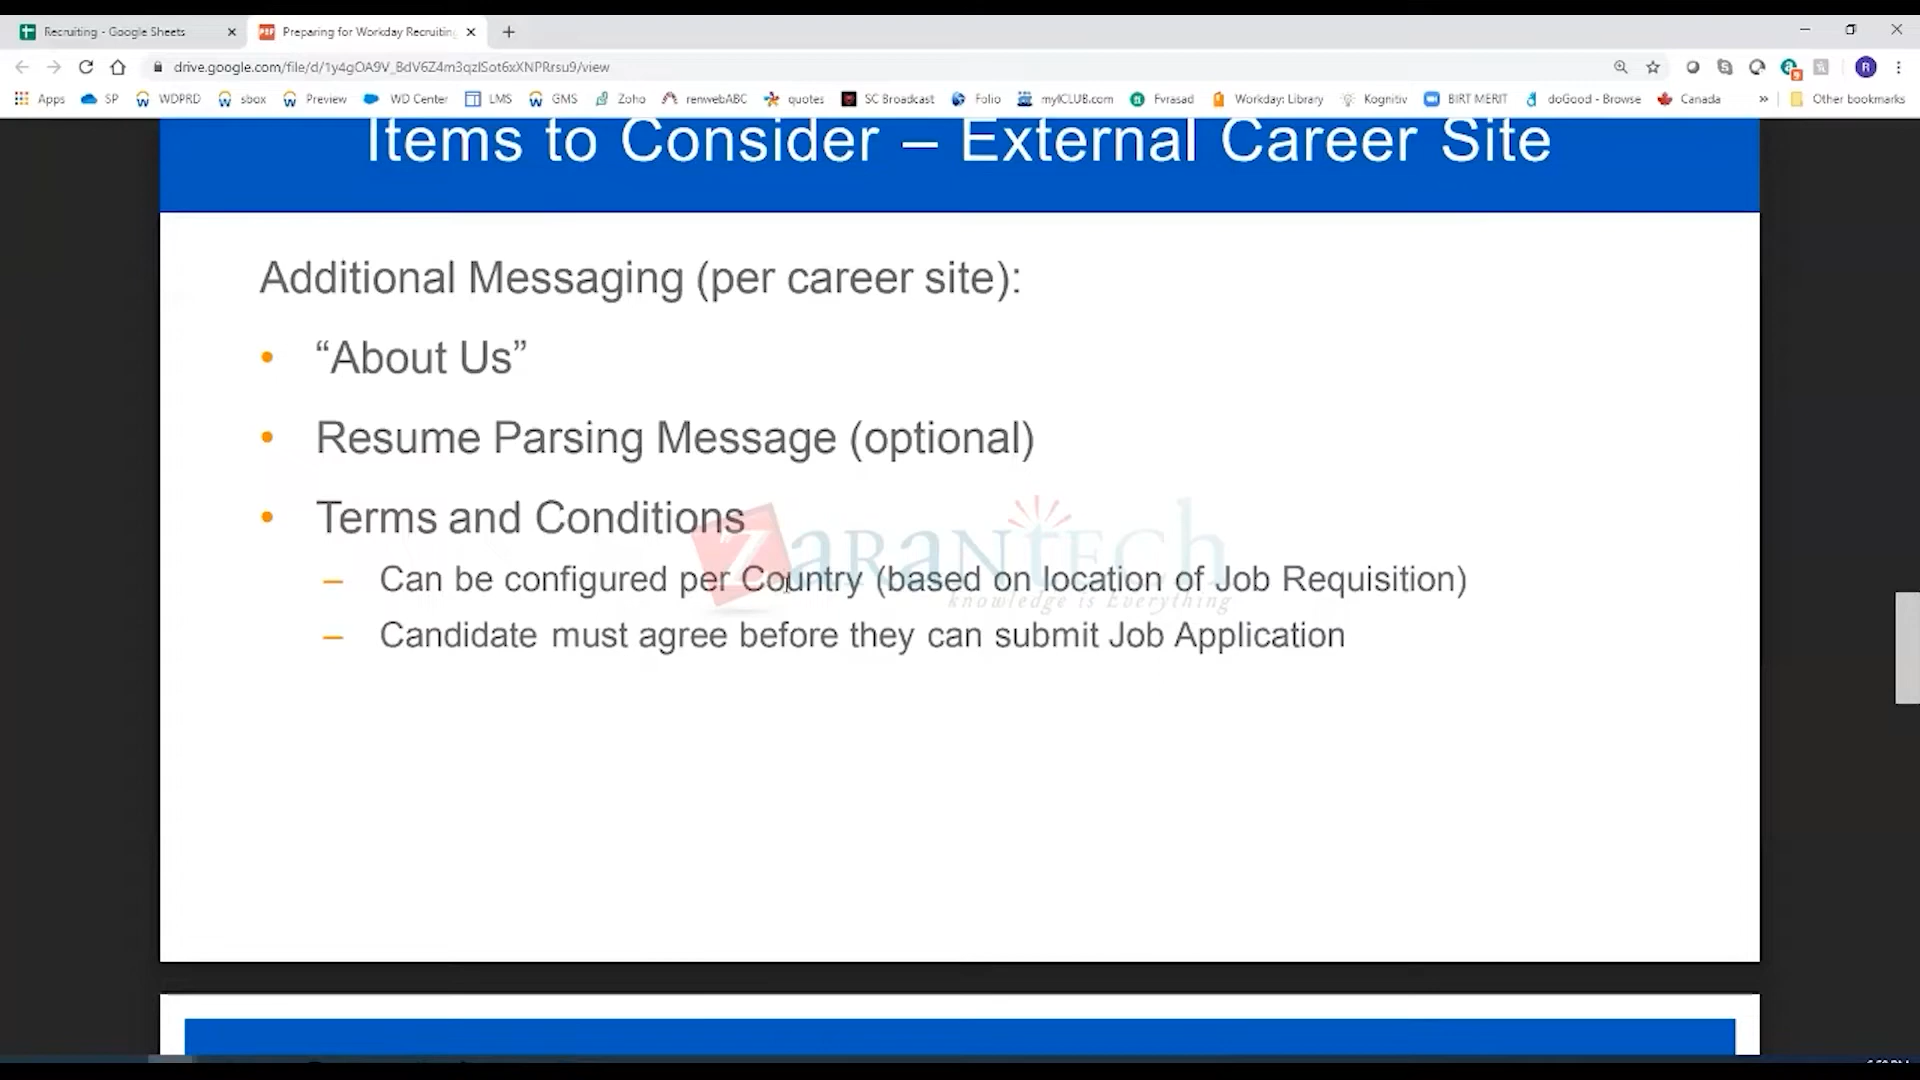 Recruiting - Google Sheets
Preparing for Workday Recruiting
drive.google.com/file/d/1y4gOA9V_BdV6Z4m3qzISot6xXNPRrsu9/view
R
Apps SP WDPRD sbox Preview WD Center LMS GMS Zoho renwebABC quotes SC Broadcast Folio myICLUB.com Fvrasad Workday: Library Kognitiv BIRT MERIT doGood - Browse Canada » Other bookmarks
Items to Consider – External Career Site
Additional Messaging (per career site):
• “About Us”
• Resume Parsing Message (optional)
• Terms and Conditions
– Can be configured per Country (based on location of Job Requisition)
– Candidate must agree before they can submit Job Application
ZaranTech
knowledge is Everything